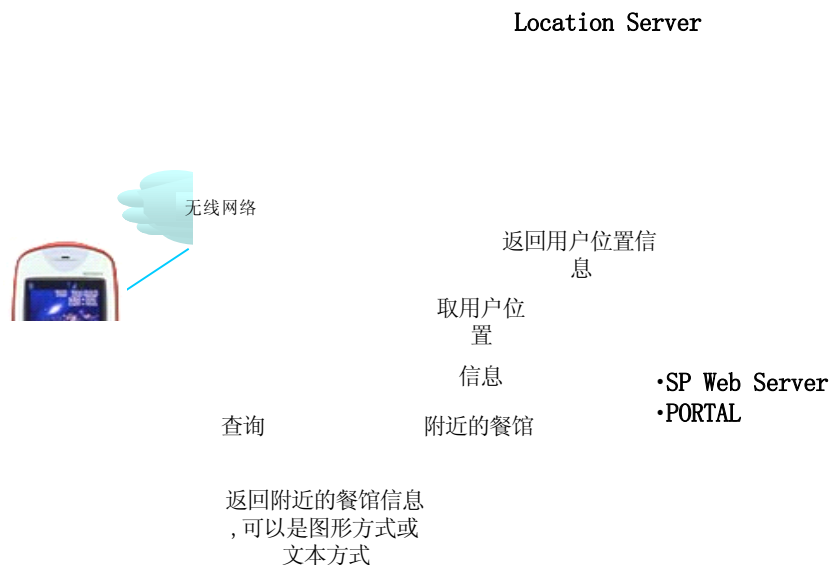 Location Server
无线网络
返回用户位置信
息
取用户位
置
信息
·SP Web Server
·PORTAL
查询 附近的餐馆
返回附近的餐馆信息
,可以是图形方式或
文本方式